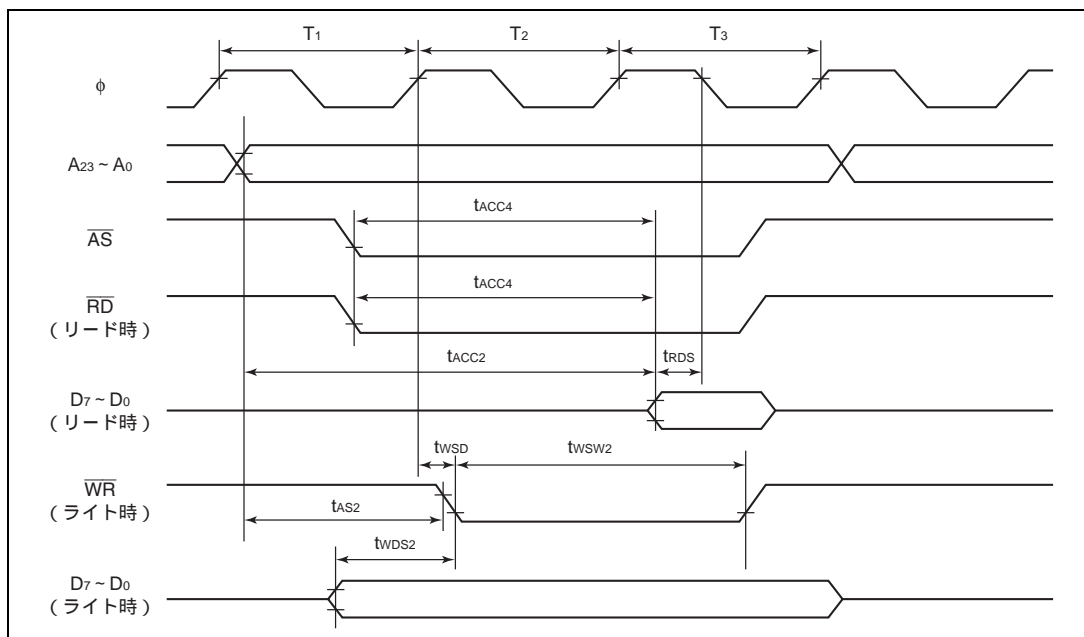 T1 T2 T3
φ
A23 ~ A0
tACC4
AS
tACC4
RD
(リード時)
tACC2 tRDS
D7 ~ D0
(リード時)
tWSD tWSW2
WR
(ライト時)
tAS2
tWDS2
D7 ~ D0
(ライト時)